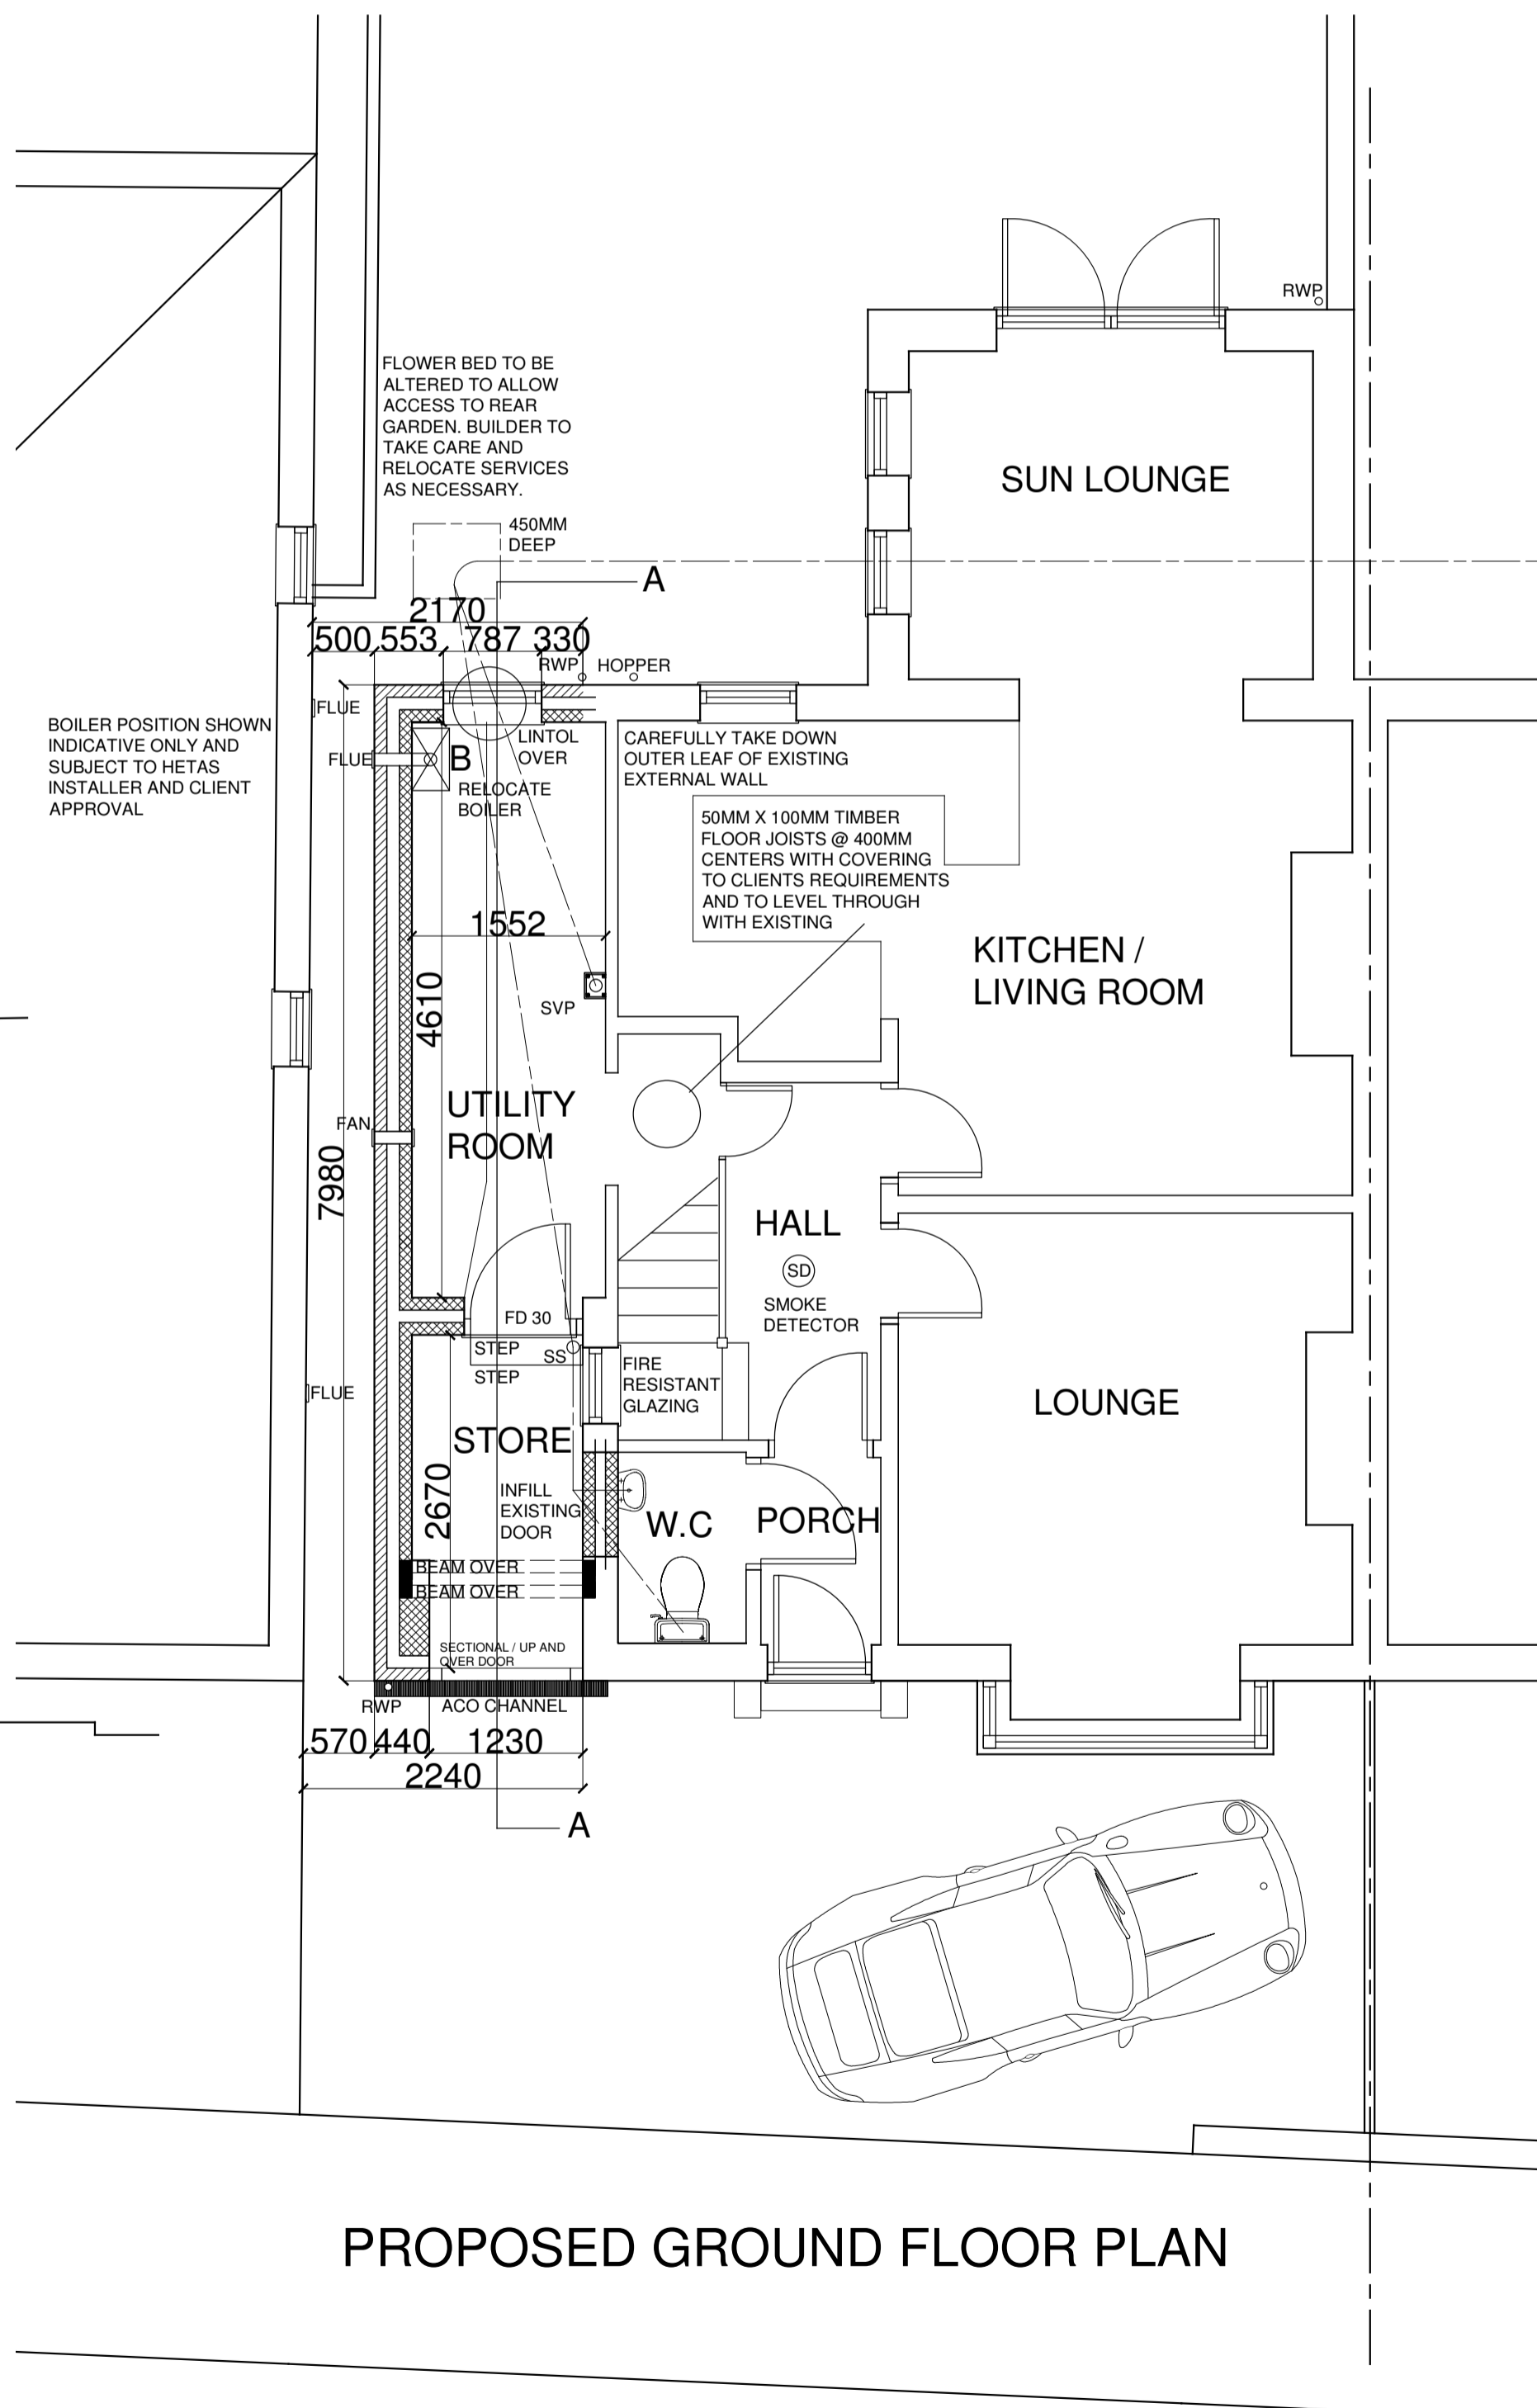 RWP
FLOWER BED TO BE
ALTERED TO ALLOW
ACCESS TO REAR
GARDEN. BUILDER TO
TAKE CARE AND
RELOCATE SERVICES
AS NECESSARY.
SUN LOUNGE
450MM
DEEP
A
2170
500 553 787 330
RWP HOPPER
FLUE
BOILER POSITION SHOWN
INDICATIVE ONLY AND
SUBJECT TO HETAS
INSTALLER AND CLIENT
APPROVAL
FLUE
B
LINTOL
OVER
RELOCATE
BOILER
CAREFULLY TAKE DOWN
OUTER LEAF OF EXISTING
EXTERNAL WALL
50MM X 100MM TIMBER
FLOOR JOISTS @ 400MM
CENTERS WITH COVERING
TO CLIENTS REQUIREMENTS
AND TO LEVEL THROUGH
WITH EXISTING
1552
KITCHEN /
LIVING ROOM
4610
SVP
UTILITY
ROOM
FAN
7980
HALL
SD
SMOKE
DETECTOR
FD 30
STEP
SS
STEP
FIRE
RESISTANT
GLAZING
FLUE
LOUNGE
STORE
2670
INFILL
EXISTING
DOOR
W.C
PORCH
BEAM OVER
BEAM OVER
SECTIONAL / UP AND
OVER DOOR
RWP
ACO CHANNEL
570 440 1230
2240
A
PROPOSED GROUND FLOOR PLAN